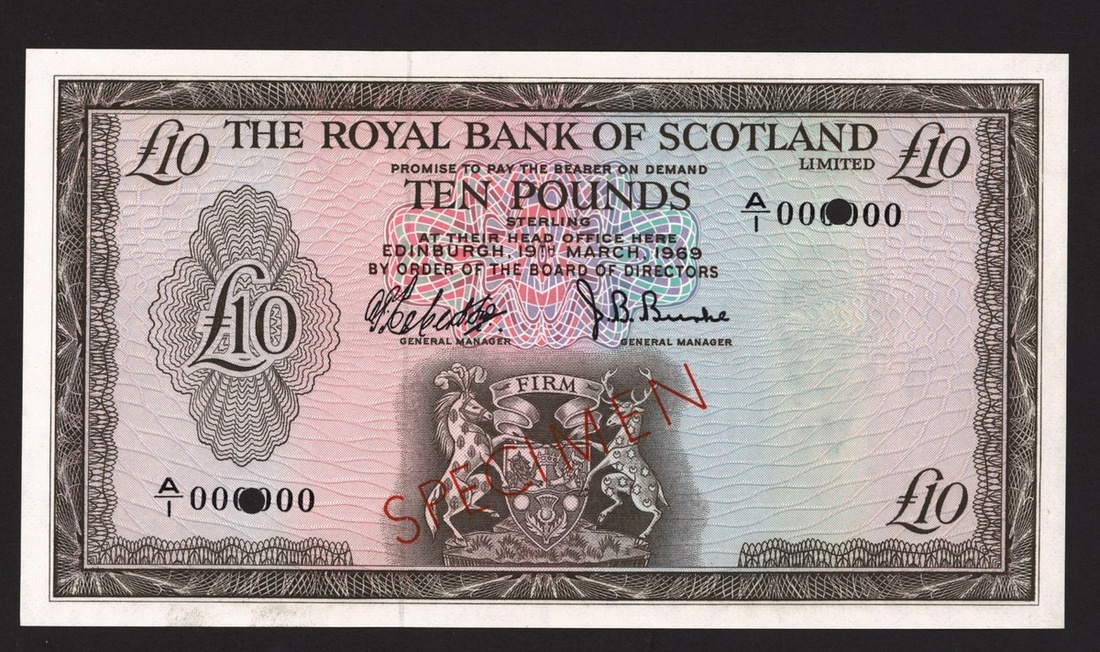 £10 THE ROYAL BANK OF SCOTLAND £10
LIMITED
PROMISE TO PAY THE BEARER ON DEMAND
TEN POUNDS
A/1 000000
STERLING
AT THEIR HEAD OFFICE HERE
EDINBURGH, 19TH MARCH, 1969
BY ORDER OF THE BOARD OF DIRECTORS
£10
J. B. Burke
GENERAL MANAGER GENERAL MANAGER
FIRM
SPECIMEN
A/1 000000
£10